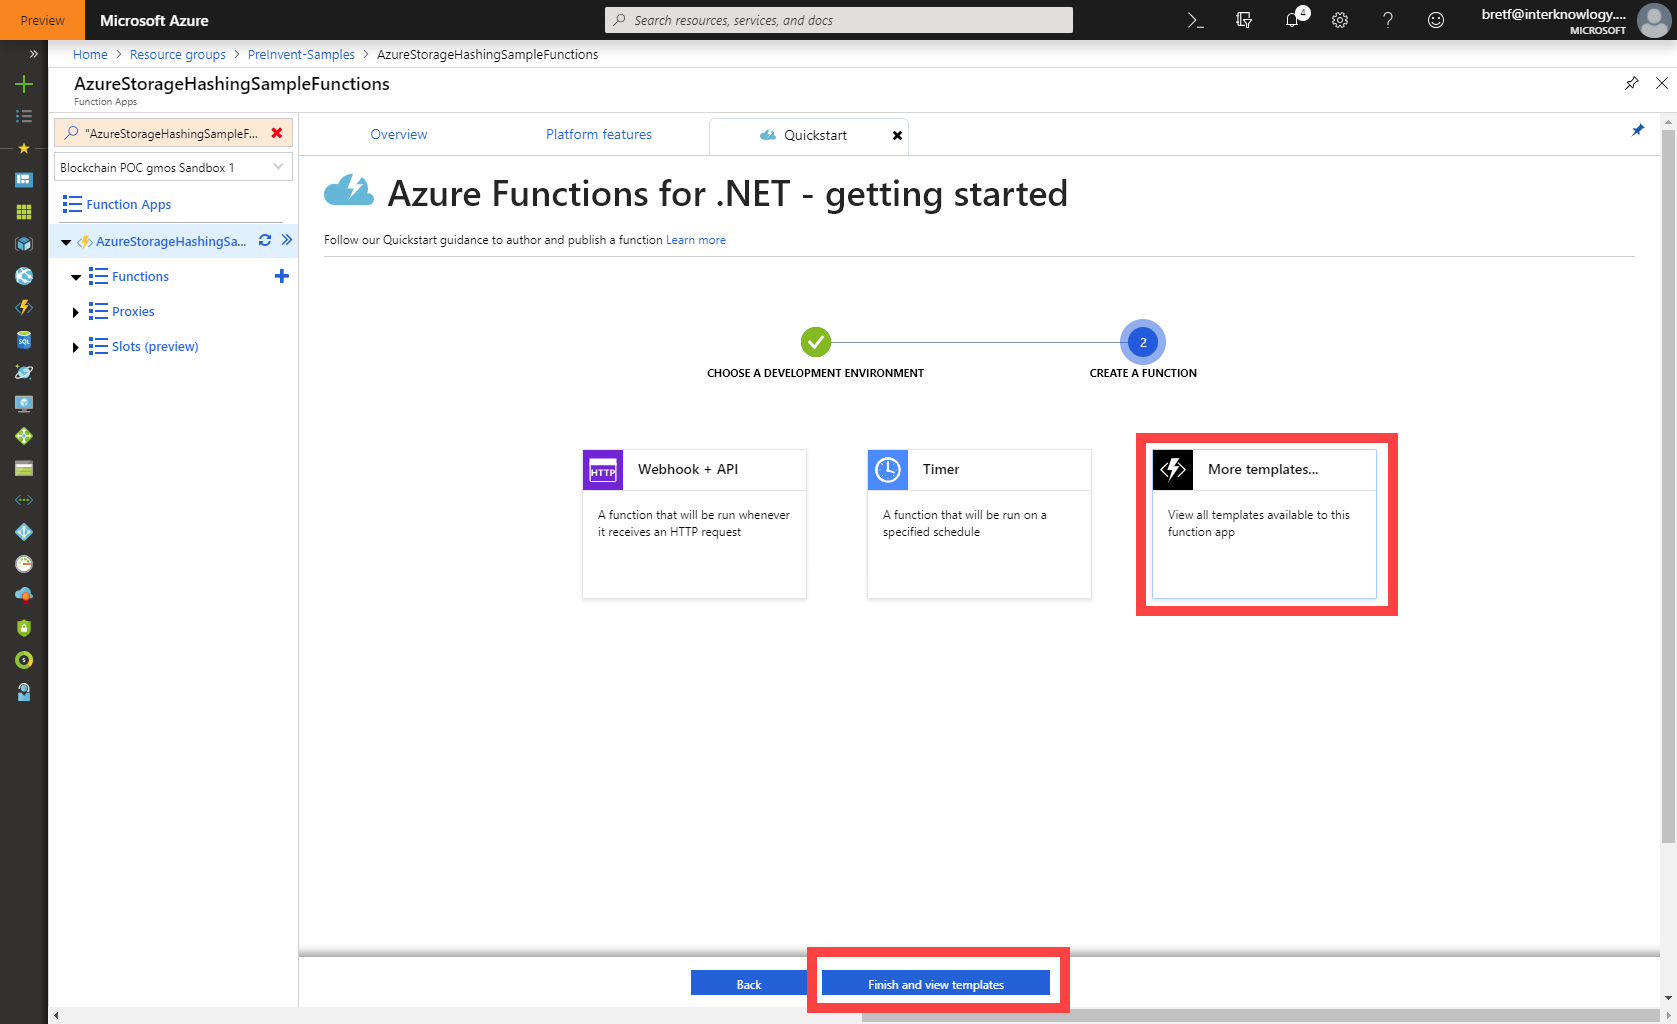 Preview
Microsoft Azure
Search resources, services, and docs
4
bretf@interknowlogy....
MICROSOFT
Home > Resource groups > PreInvent-Samples > AzureStorageHashingSampleFunctions
AzureStorageHashingSampleFunctions
Function Apps
"AzureStorageHashingSampleF...
Blockchain POC gmos Sandbox 1
Function Apps
AzureStorageHashingSa...
Functions
Proxies
Slots (preview)
Overview
Platform features
Quickstart
Azure Functions for .NET - getting started
Follow our Quickstart guidance to author and publish a function Learn more
2
CHOOSE A DEVELOPMENT ENVIRONMENT
CREATE A FUNCTION
HTTP
Webhook + API
A function that will be run whenever
it receives an HTTP request
Timer
A function that will be run on a
specified schedule
More templates...
View all templates available to this
function app
Back
Finish and view templates
SQL